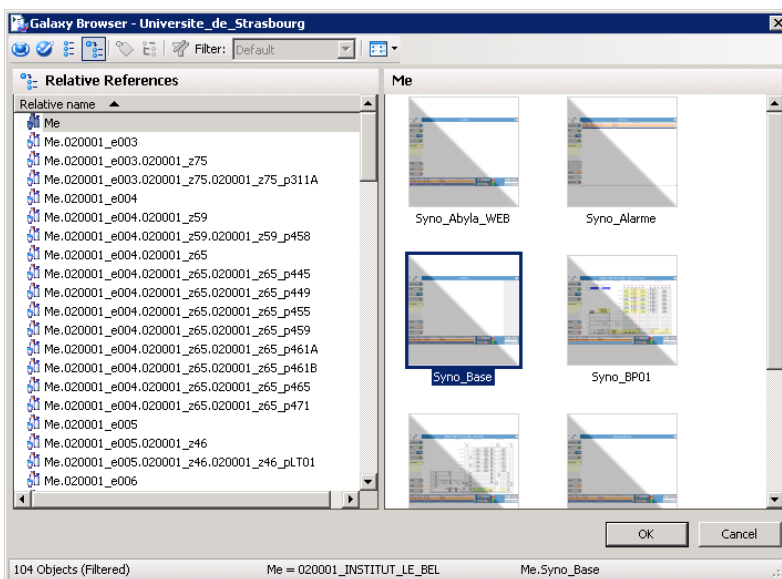 Galaxy Browser - Universite_de_Strasbourg
Filter: Default
Relative References
Me
Relative name
Me
Me.020001_e003
Me.020001_e003.020001_z75
Me.020001_e003.020001_z75.020001_z75_p311A
Me.020001_e004
Me.020001_e004.020001_z59
Me.020001_e004.020001_z59.020001_z59_p458
Me.020001_e004.020001_z65
Me.020001_e004.020001_z65.020001_z65_p445
Me.020001_e004.020001_z65.020001_z65_p449
Me.020001_e004.020001_z65.020001_z65_p455
Me.020001_e004.020001_z65.020001_z65_p459
Me.020001_e004.020001_z65.020001_z65_p461A
Me.020001_e004.020001_z65.020001_z65_p461B
Me.020001_e004.020001_z65.020001_z65_p465
Me.020001_e004.020001_z65.020001_z65_p471
Me.020001_e005
Me.020001_e005.020001_z46
Me.020001_e005.020001_z46.020001_z46_pLT01
Me.020001_e006
Syno_Abyla_WEB
Syno_Alarme
Syno_Base
Syno_BP01
OK
Cancel
104 Objects (Filtered)
Me = 020001_INSTITUT_LE_BEL
Me.Syno_Base